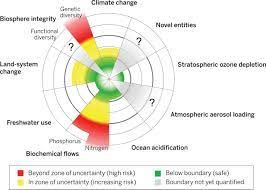 Climate change
Genetic
diversity
Biosphere integrity
Novel entities
Functional
diversity
?
?
Land-system
change
Stratospheric ozone depletion
Freshwater use
?
Atmospheric aerosol loading
Phosphorus
Nitrogen
Biochemical flows
Ocean acidification
Beyond zone of uncertainty (high risk)
Below boundary (safe)
In zone of uncertainty (increasing risk)
Boundary not yet quantified